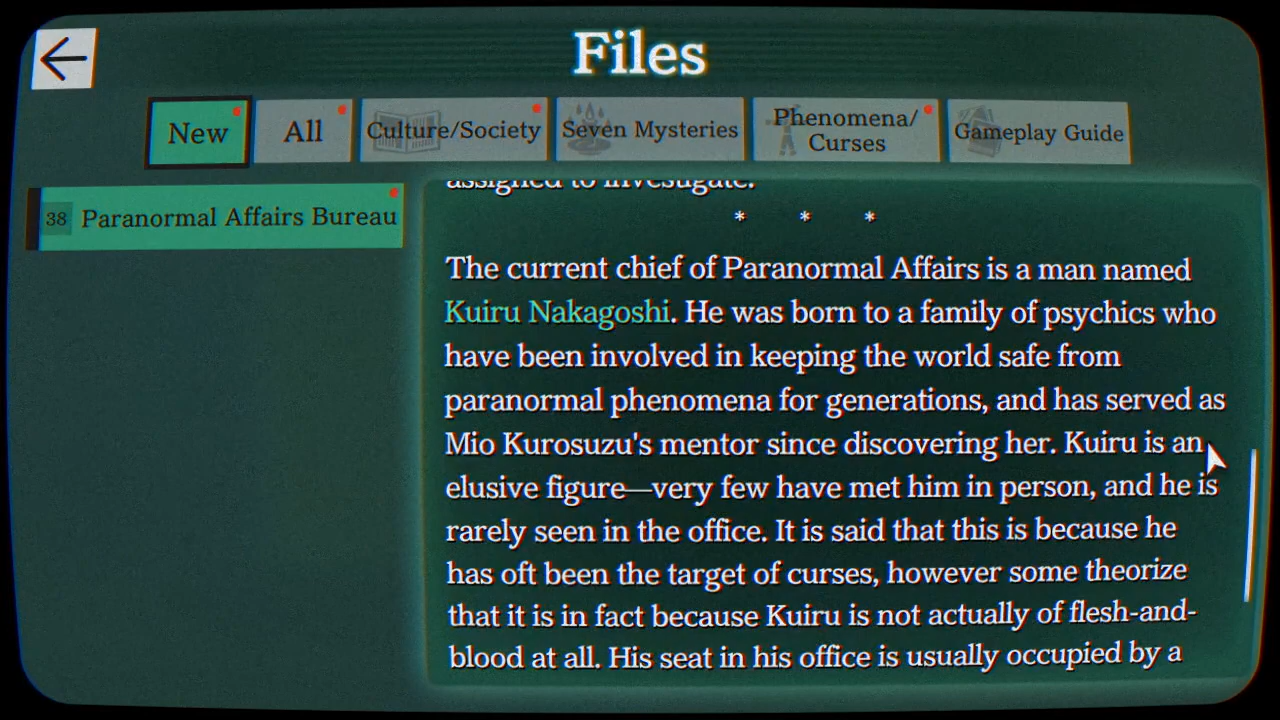 Files
New
All
Culture/Society
Seven Mysteries
Phenomena/
Curses
Gameplay Guide
38 Paranormal Affairs Bureau
assigned to investigate.
* * *
The current chief of Paranormal Affairs is a man named
Kuiru Nakagoshi. He was born to a family of psychics who
have been involved in keeping the world safe from
paranormal phenomena for generations, and has served as
Mio Kurosuzu's mentor since discovering her. Kuiru is an
elusive figure—very few have met him in person, and he is
rarely seen in the office. It is said that this is because he
has oft been the target of curses, however some theorize
that it is in fact because Kuiru is not actually of flesh-and-
blood at all. His seat in his office is usually occupied by a